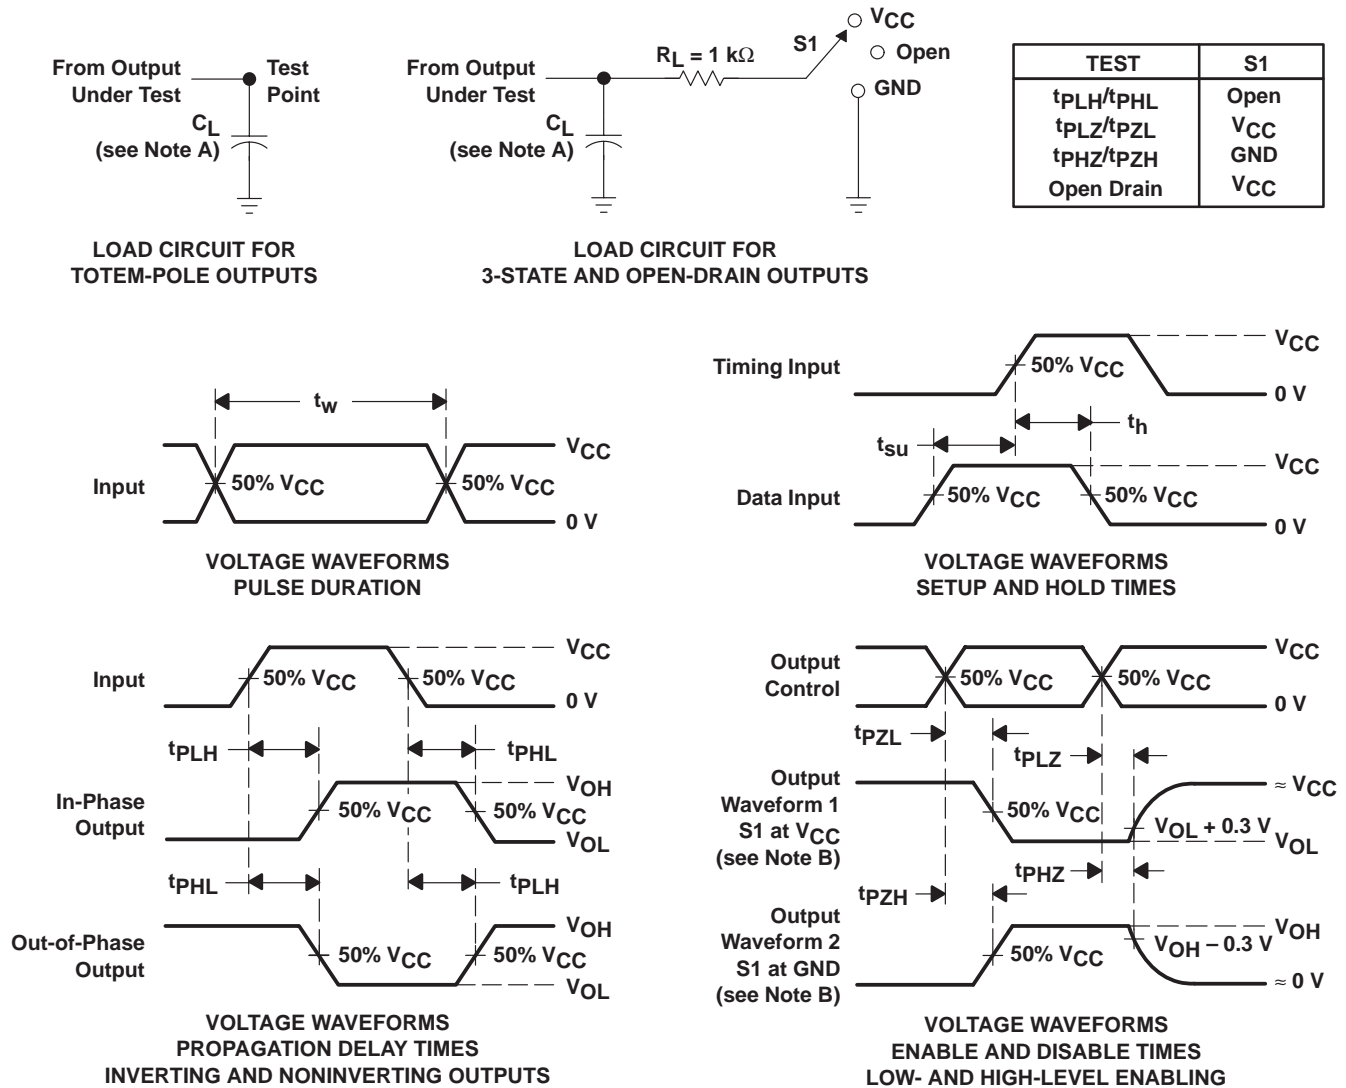 From Output
Under Test
Test
Point
CL
(see Note A)
LOAD CIRCUIT FOR
TOTEM-POLE OUTPUTS
From Output
Under Test
CL
(see Note A)
RL = 1 kΩ
S1
VCC
Open
GND
LOAD CIRCUIT FOR
3-STATE AND OPEN-DRAIN OUTPUTS
TEST S1
tPLH/tPHL Open
tPLZ/tPZL VCC
tPHZ/tPZH GND
Open Drain VCC
tw
Input
50% VCC
50% VCC
VCC
0 V
VOLTAGE WAVEFORMS
PULSE DURATION
Timing Input
50% VCC
VCC
0 V
tsu
th
Data Input
50% VCC
50% VCC
VCC
0 V
VOLTAGE WAVEFORMS
SETUP AND HOLD TIMES
Input
50% VCC
50% VCC
VCC
0 V
tPLH
tPHL
In-Phase
Output
50% VCC
50% VCC
VOH
VOL
tPHL
tPLH
Out-of-Phase
Output
50% VCC
50% VCC
VOH
VOL
VOLTAGE WAVEFORMS
PROPAGATION DELAY TIMES
INVERTING AND NONINVERTING OUTPUTS
Output
Control
50% VCC
50% VCC
VCC
0 V
tPZL
tPLZ
Output
Waveform 1
S1 at VCC
(see Note B)
50% VCC
≈ VCC
VOL + 0.3 V
VOL
tPZH
tPHZ
Output
Waveform 2
S1 at GND
(see Note B)
50% VCC
VOH
VOH – 0.3 V
≈ 0 V
VOLTAGE WAVEFORMS
ENABLE AND DISABLE TIMES
LOW- AND HIGH-LEVEL ENABLING